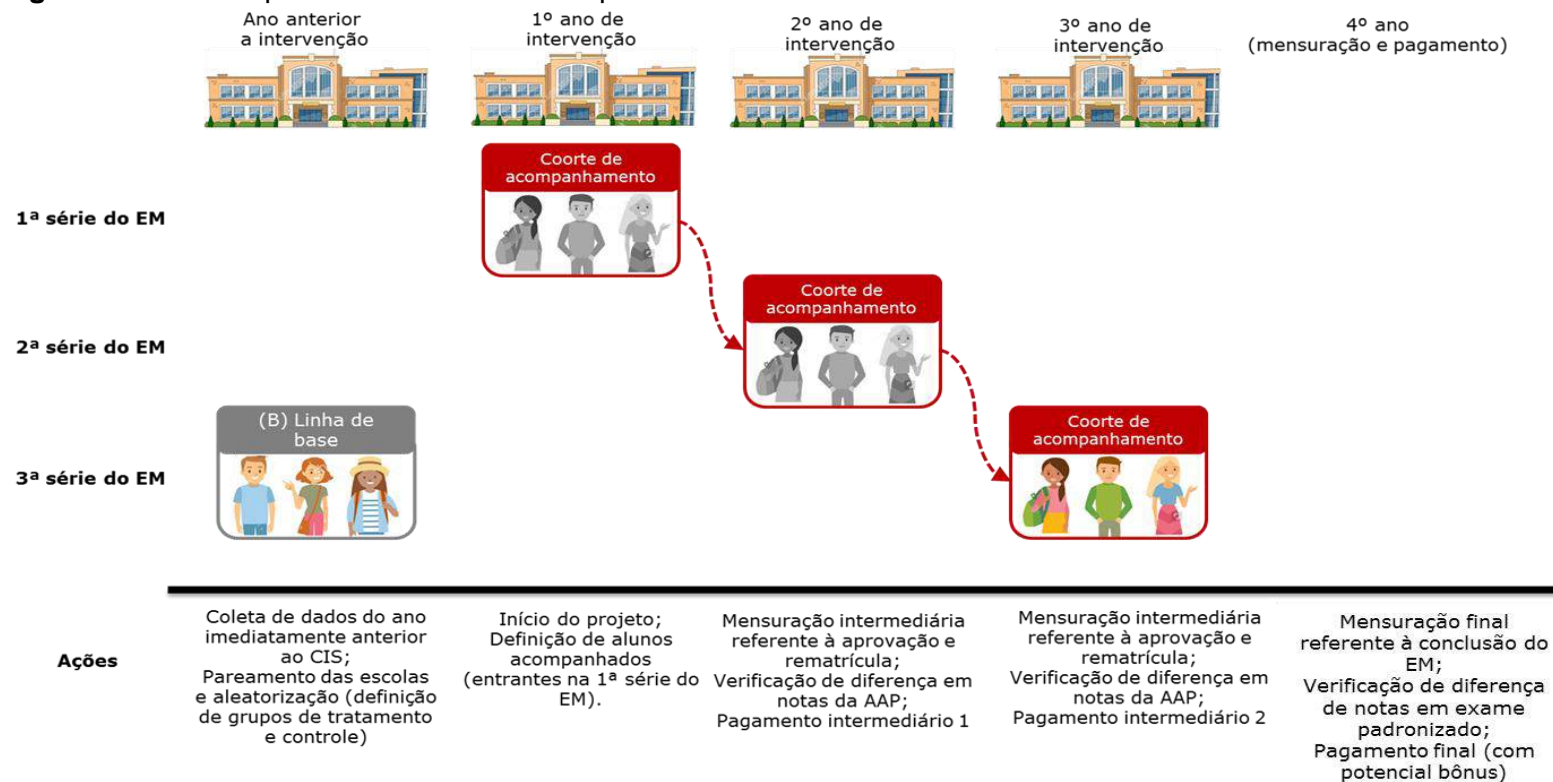 Ano anterior
a intervenção
1º ano de
intervenção
2º ano de
intervenção
3º ano de
intervenção
4º ano
(mensuração e pagamento)
1ª série do EM
Coorte de
acompanhamento
2ª série do EM
Coorte de
acompanhamento
3ª série do EM
(B) Linha de
base
Coorte de
acompanhamento
Ações
Coleta de dados do ano
imediatamente anterior
ao CIS;
Pareamento das escolas
e aleatorização (definição
de grupos de tratamento
e controle)
Início do projeto;
Definição de alunos
acompanhados
(entrantes na 1ª série do
EM).
Mensuração intermediária
referente à aprovação e
rematrícula;
Verificação de diferença em
notas da AAP;
Pagamento intermediário 1
Mensuração intermediária
referente à aprovação e
rematrícula;
Verificação de diferença em
notas da AAP;
Pagamento intermediário 2
Mensuração final
referente à conclusão do
EM;
Verificação de diferença
de notas em exame
padronizado;
Pagamento final (com
potencial bônus)